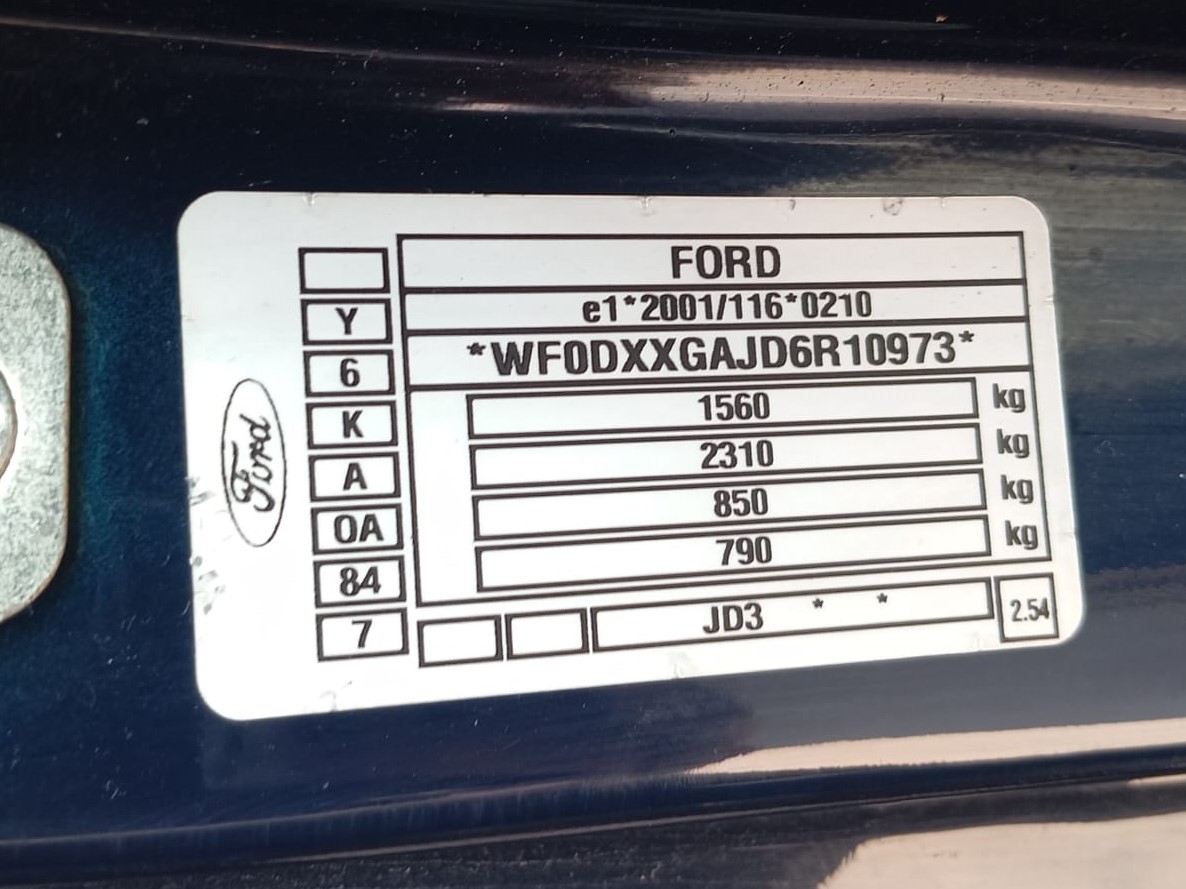 FORD
e1*2001/116*0210
*WF0DXXGAJD6R10973*
1560 kg
2310 kg
850 kg
790 kg
JD3 * *
2.54
Y
6
K
A
0A
84
7
Ford